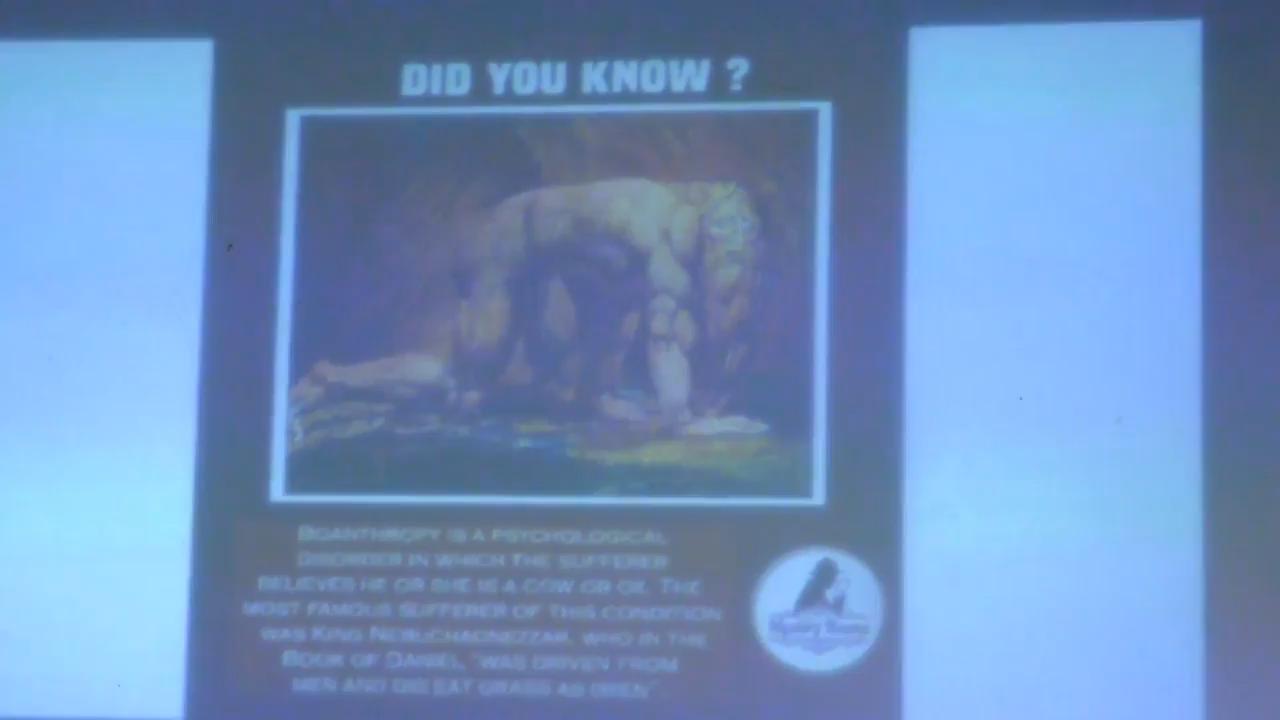 DID YOU KNOW ?
BOANTHROPY IS A PSYCHOLOGICAL
DISORDER IN WHICH THE SUFFERER
BELIEVES HE OR SHE IS A COW OR OX. THE
MOST FAMOUS SUFFERER OF THIS CONDITION
WAS KING NEBUCHADNEZZAR, WHO IN THE
BOOK OF DANIEL, "WAS DRIVEN FROM
MEN AND DID EAT GRASS AS OXEN".